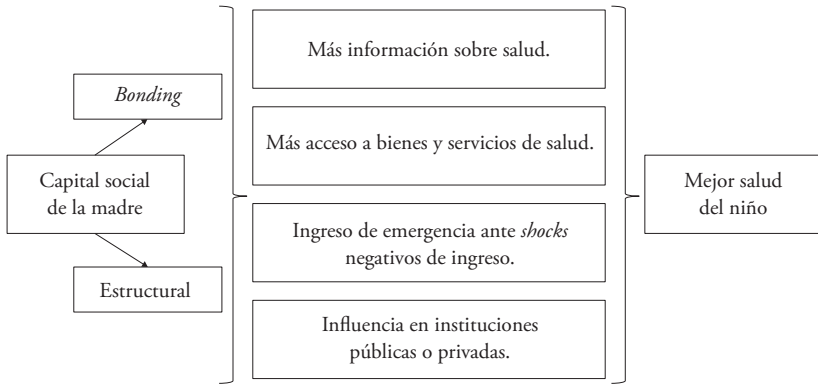 Bonding
Capital social
de la madre
Estructural
Más información sobre salud.
Más acceso a bienes y servicios de salud.
Ingreso de emergencia ante shocks
negativos de ingreso.
Influencia en instituciones
públicas o privadas.
Mejor salud
del niño